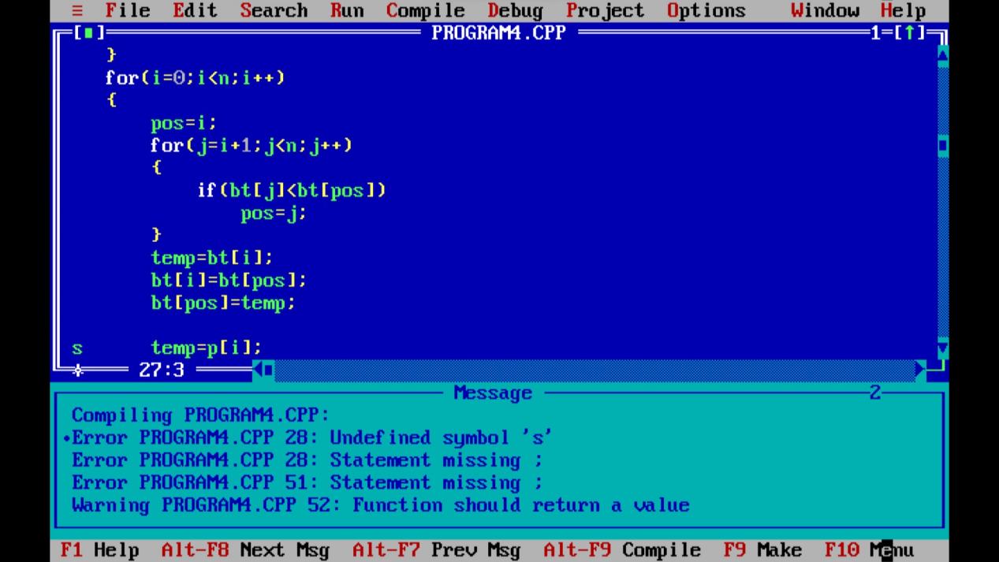 ≡ File Edit Search Run Compile Debug Project Options Window Help
[■] PROGRAM4.CPP 1=[↑]
}
for(i=0;i<n;i++)
{
pos=i;
for(j=i+1;j<n;j++)
{
if(bt[j]<bt[pos])
pos=j;
}
temp=bt[i];
bt[i]=bt[pos];
bt[pos]=temp;
s temp=p[i];
27:3
Message 2
Compiling PROGRAM4.CPP:
•Error PROGRAM4.CPP 28: Undefined symbol 's'
Error PROGRAM4.CPP 28: Statement missing ;
Error PROGRAM4.CPP 51: Statement missing ;
Warning PROGRAM4.CPP 52: Function should return a value
F1 Help Alt-F8 Next Msg Alt-F7 Prev Msg Alt-F9 Compile F9 Make F10 Menu